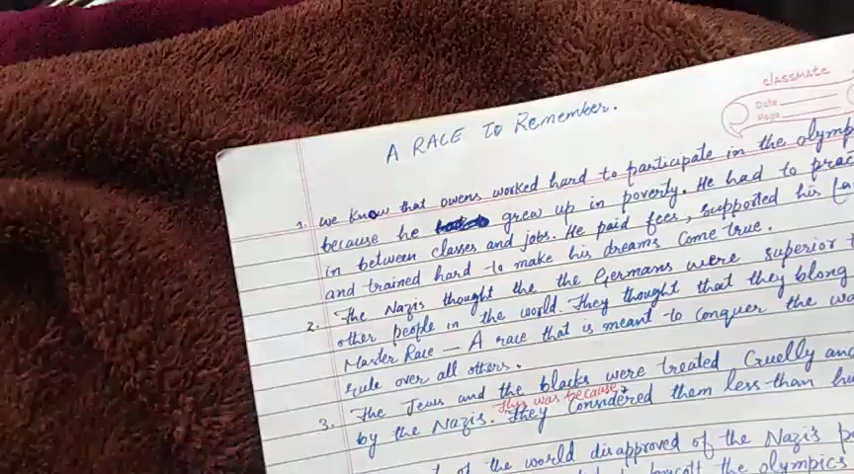 classmate
Date
Page
A RACE To Remember.
1. we know that owens worked hard to participate in the olymp
because he grew up in poverty. He had to prac
in between classes and jobs. He paid fees, supported his fa
and trained hard to make his dreams come true.
2. The Nazis thought the the Germans were superior t
other people in the world. They thought that they blong
Master Race - A race that is meant to conquer the wo
rule over all others.
3. The Jews and the blacks were treated cruelly and
This was because
by the Nazis. They considered them less than hu
of the world disapproved of the Nazi's po
the olympics